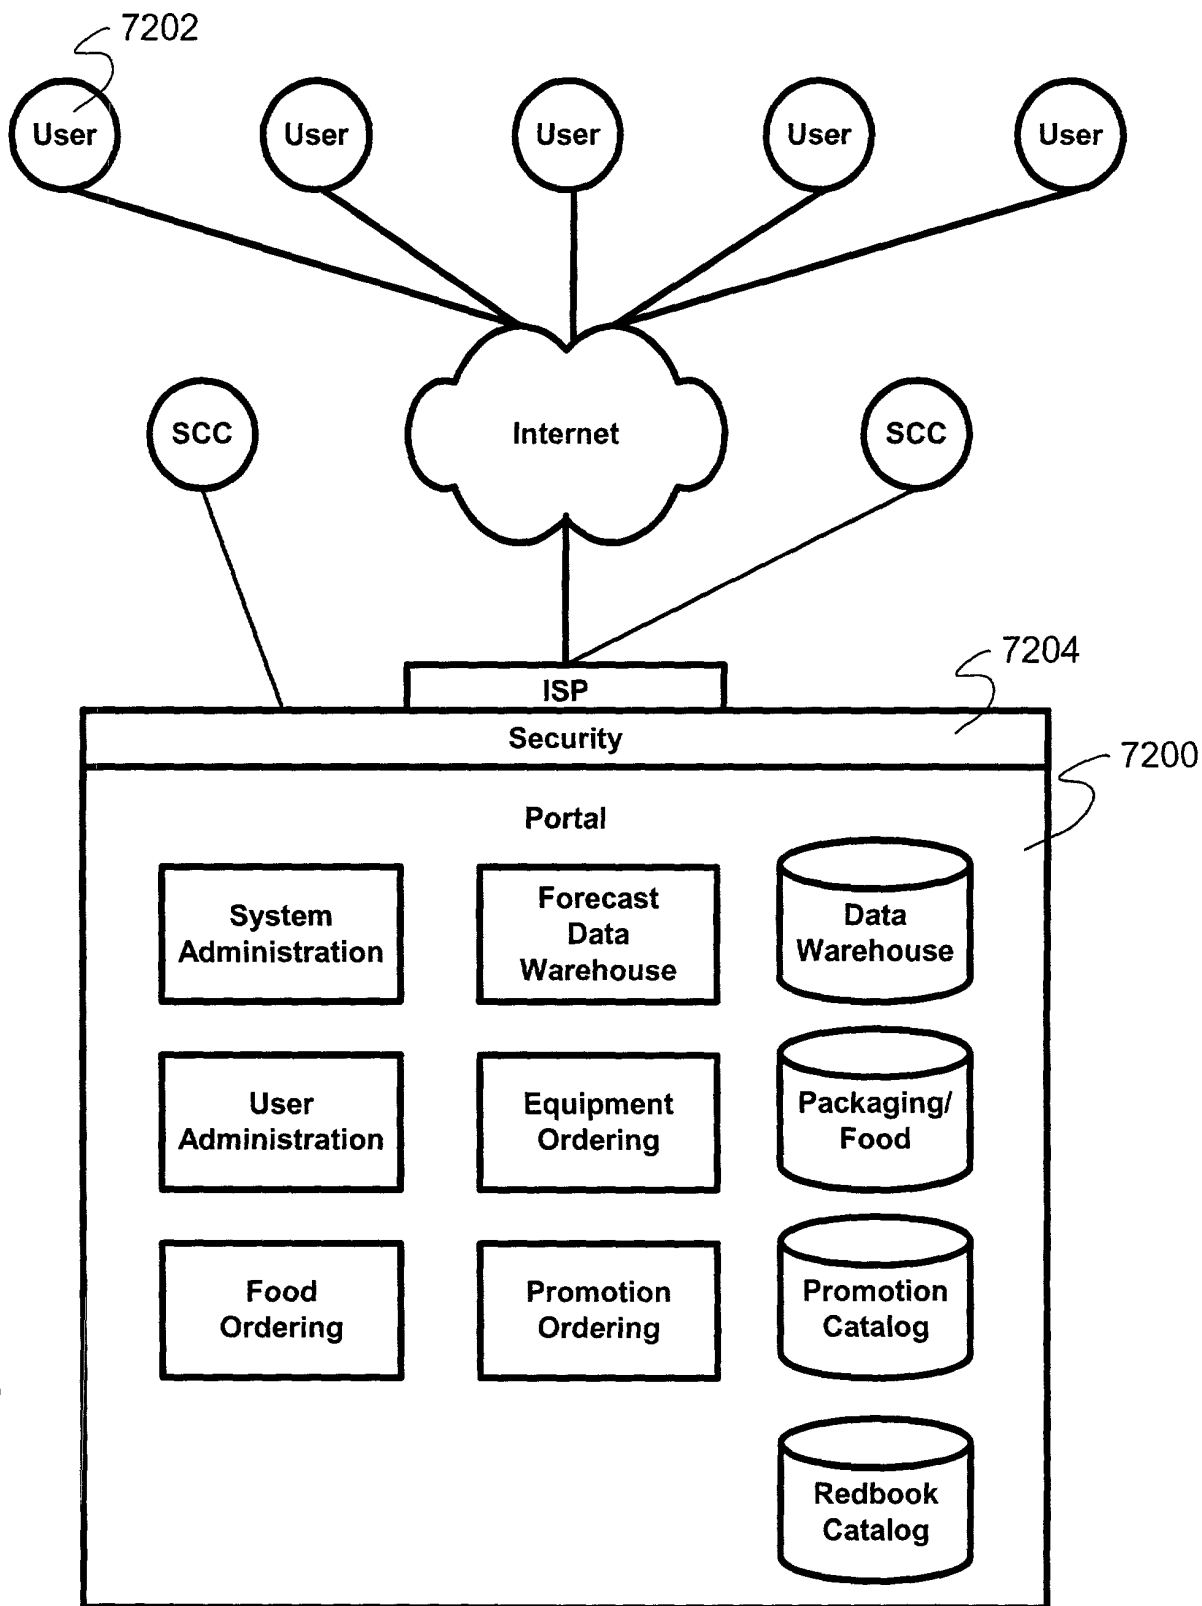 7202
User
User
User
User
User
SCC
Internet
SCC
7204
ISP
Security
7200
Portal
System
Administration
Forecast
Data
Warehouse
Data
Warehouse
User
Administration
Equipment
Ordering
Packaging/
Food
Food
Ordering
Promotion
Ordering
Promotion
Catalog
Redbook
Catalog